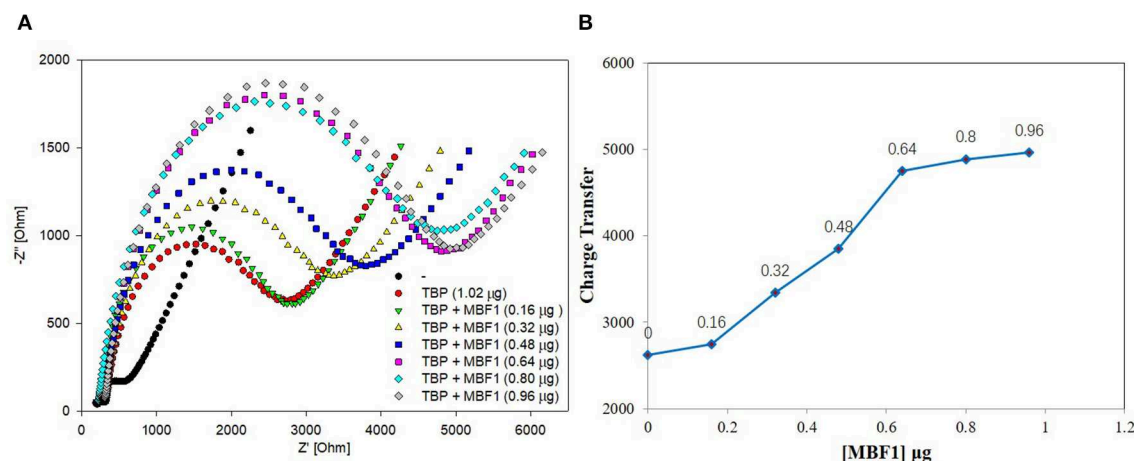 A
2000
1500
1000
500
0
-Z" [Ohm]
0
1000
2000
3000
4000
5000
6000
Z' [Ohm]
-
TBP (1.02 µg)
TBP + MBF1 (0.16 µg )
TBP + MBF1 (0.32 µg)
TBP + MBF1 (0.48 µg)
TBP + MBF1 (0.64 µg)
TBP + MBF1 (0.80 µg)
TBP + MBF1 (0.96 µg)
B
6000
5000
4000
3000
2000
Charge Transfer
0
0.16
0.32
0.48
0.64
0.8
0.96
0
0.2
0.4
0.6
0.8
1
1.2
[MBF1] µg